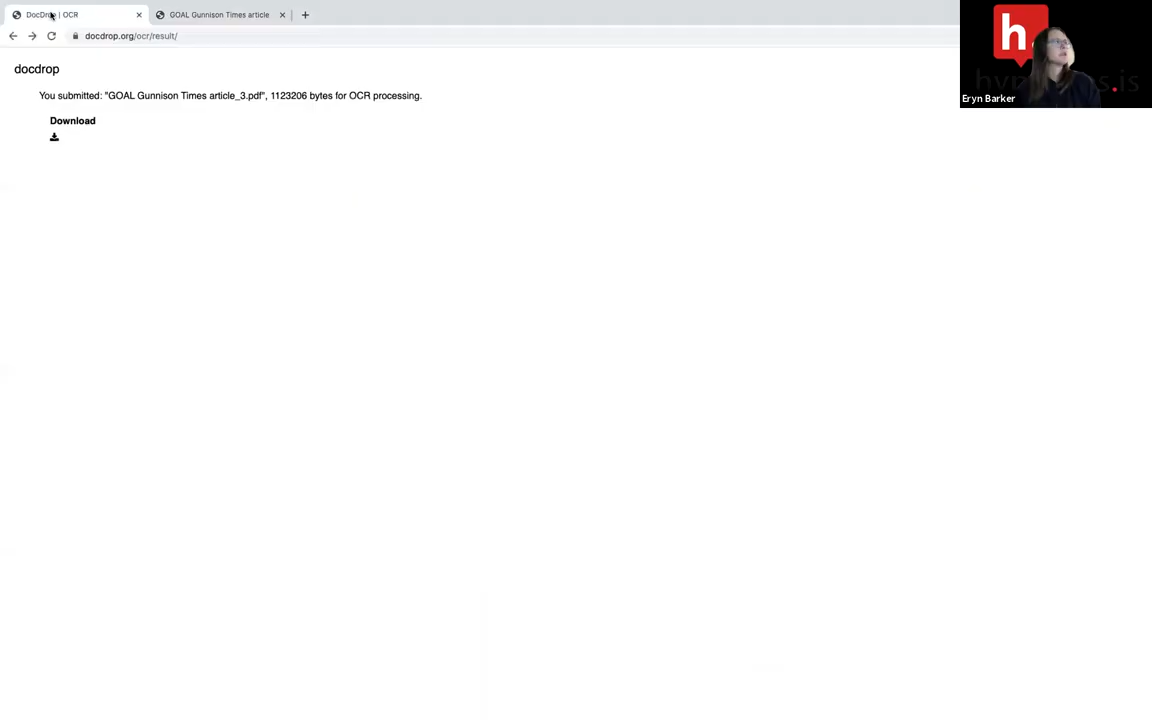 DocDrop | OCR
GOAL Gunnison Times article
docdrop.org/ocr/result/
docdrop
You submitted: "GOAL Gunnison Times article_3.pdf", 1123206 bytes for OCR processing.
Download
h.
Eryn Barker